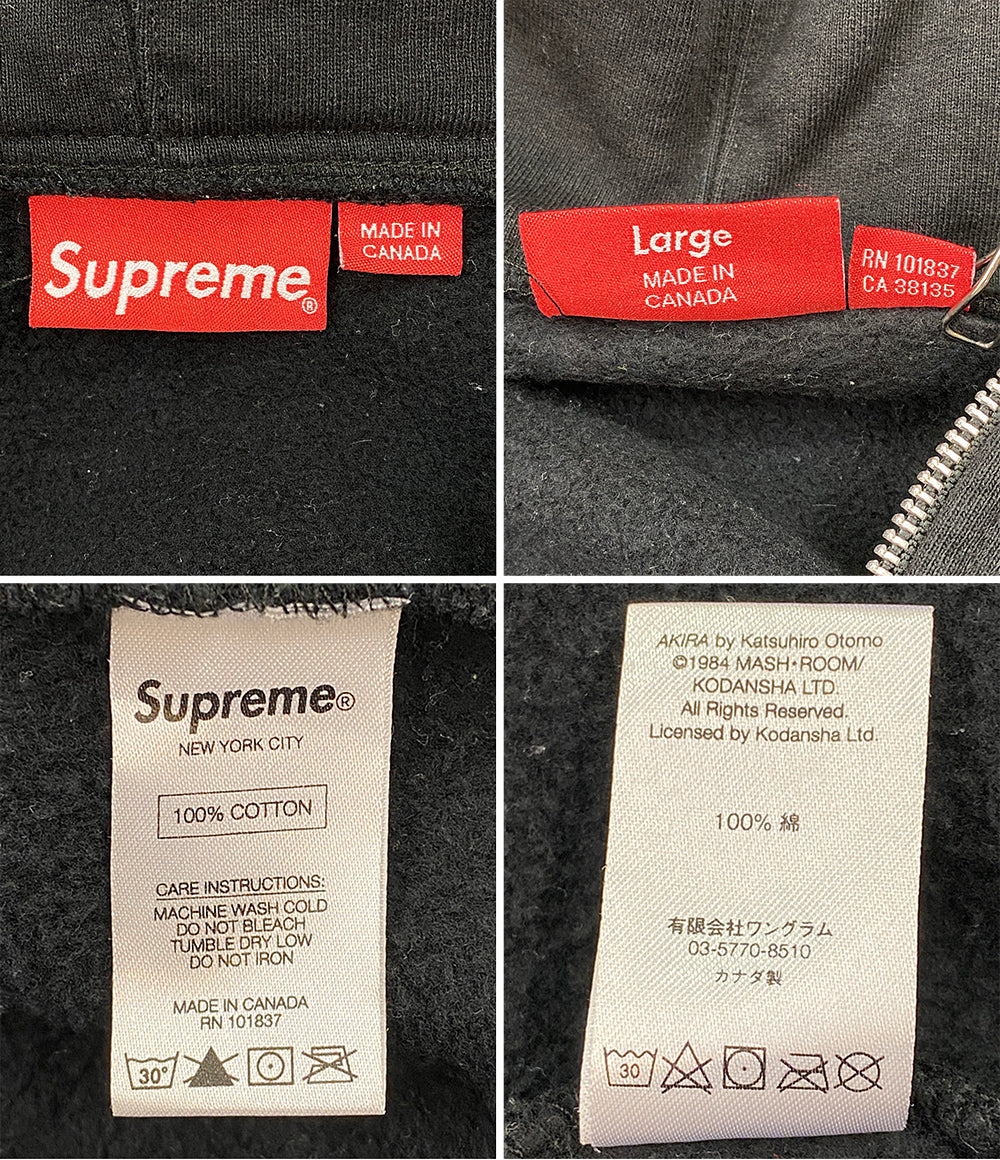 Supreme®
MADE IN
CANADA
Large
MADE IN
CANADA
RN 101837
CA 38135
Supreme®
NEW YORK CITY
100% COTTON
CARE INSTRUCTIONS:
MACHINE WASH COLD
DO NOT BLEACH
TUMBLE DRY LOW
DO NOT IRON
MADE IN CANADA
RN 101837
30°
AKIRA by Katsuhiro Otomo
©1984 MASH・ROOM/
KODANSHA LTD.
All Rights Reserved.
Licensed by Kodansha Ltd.
100% 綿
有限会社ワングラム
03-5770-8510
カナダ製
30